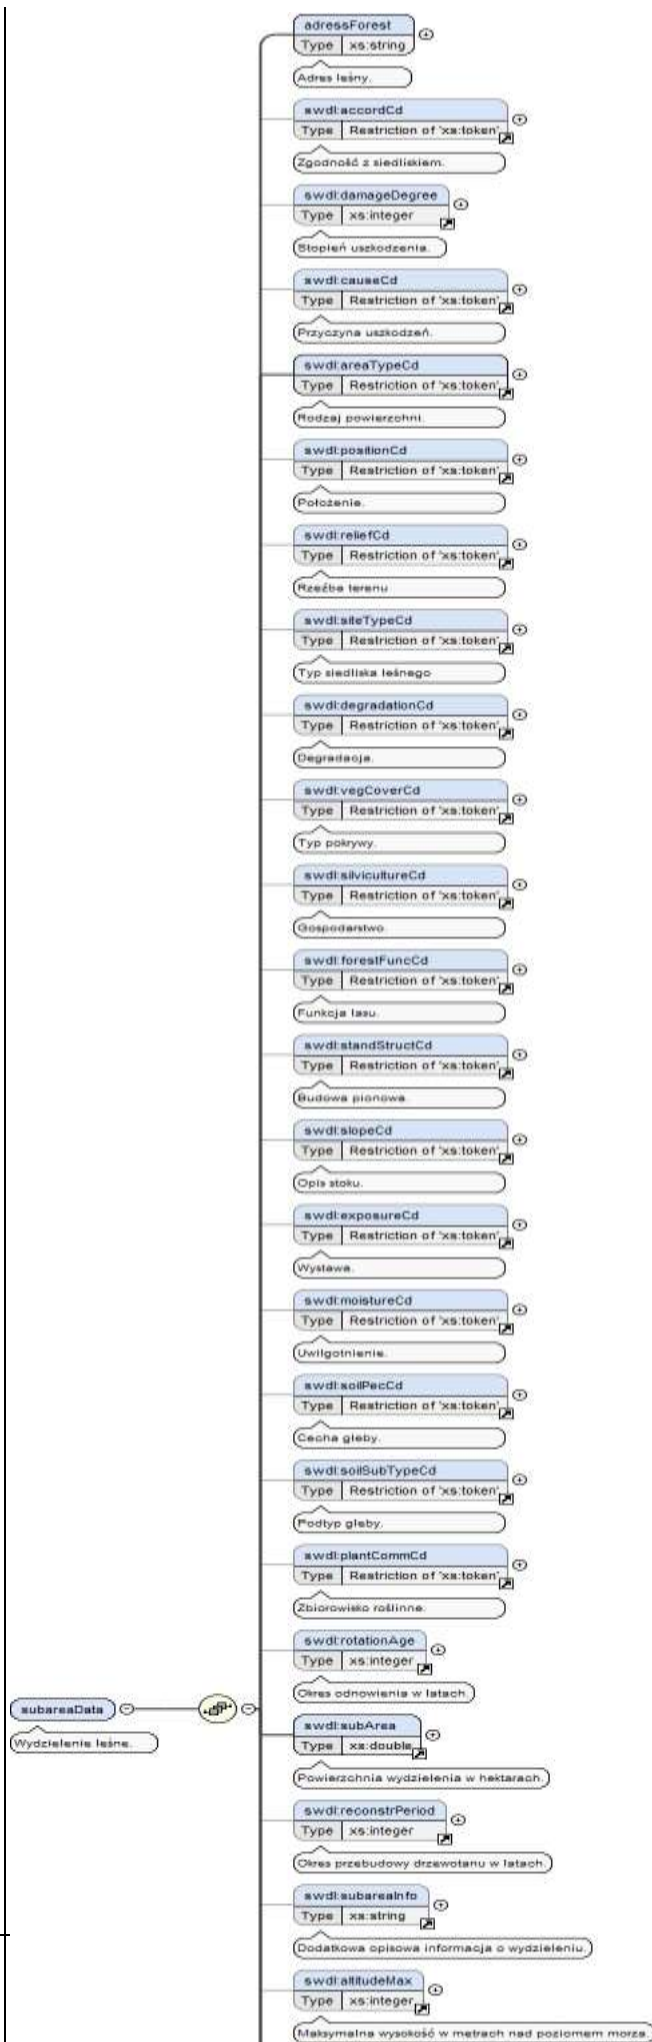 adressForest
Type xs:string
Adres leśny.
swdl:accordCd
Type Restriction of 'xs:token'
Zgodność z siedliskiem.
swdl:damageDegree
Type xs:integer
Stopień uszkodzenia.
swdl:causeCd
Type Restriction of 'xs:token'
Przyczyna uszkodzeń.
swdl:areaTypeCd
Type Restriction of 'xs:token'
Rodzaj powierzchni.
swdl:positionCd
Type Restriction of 'xs:token'
Położenie.
swdl:reliefCd
Type Restriction of 'xs:token'
Rzeźba terenu
swdl:siteTypeCd
Type Restriction of 'xs:token'
Typ siedliska leśnego
swdl:degradationCd
Type Restriction of 'xs:token'
Degradacja.
swdl:vegCoverCd
Type Restriction of 'xs:token'
Typ pokrywy.
swdl:silvicultureCd
Type Restriction of 'xs:token'
Gospodarstwo.
swdl:forestFuncCd
Type Restriction of 'xs:token'
Funkcja lasu.
swdl:standStructCd
Type Restriction of 'xs:token'
Budowa pionowa.
swdl:slopeCd
Type Restriction of 'xs:token'
Opis stoku.
swdl:exposureCd
Type Restriction of 'xs:token'
Wystawa.
swdl:moistureCd
Type Restriction of 'xs:token'
Uwilgotnienie.
swdl:soilPecCd
Type Restriction of 'xs:token'
Cecha gleby.
swdl:soilSubTypeCd
Type Restriction of 'xs:token'
Podtyp gleby.
swdl:plantCommCd
Type Restriction of 'xs:token'
Zbiorowisko roślinne.
swdl:rotationAge
Type xs:integer
Okres odnowienia w latach.
subareaData
Wydzielenie leśne.
swdl:subArea
Type xs:double
Powierzchnia wydzielenia w hektarach.
swdl:reconstrPeriod
Type xs:integer
Okres przebudowy drzewotanu w latach.
swdl:subareaInfo
Type xs:string
Dodatkowa opisowa informacja o wydzieleniu.
swdl:altitudeMax
Type xs:integer
Maksymalna wysokość w metrach nad poziomem morza.